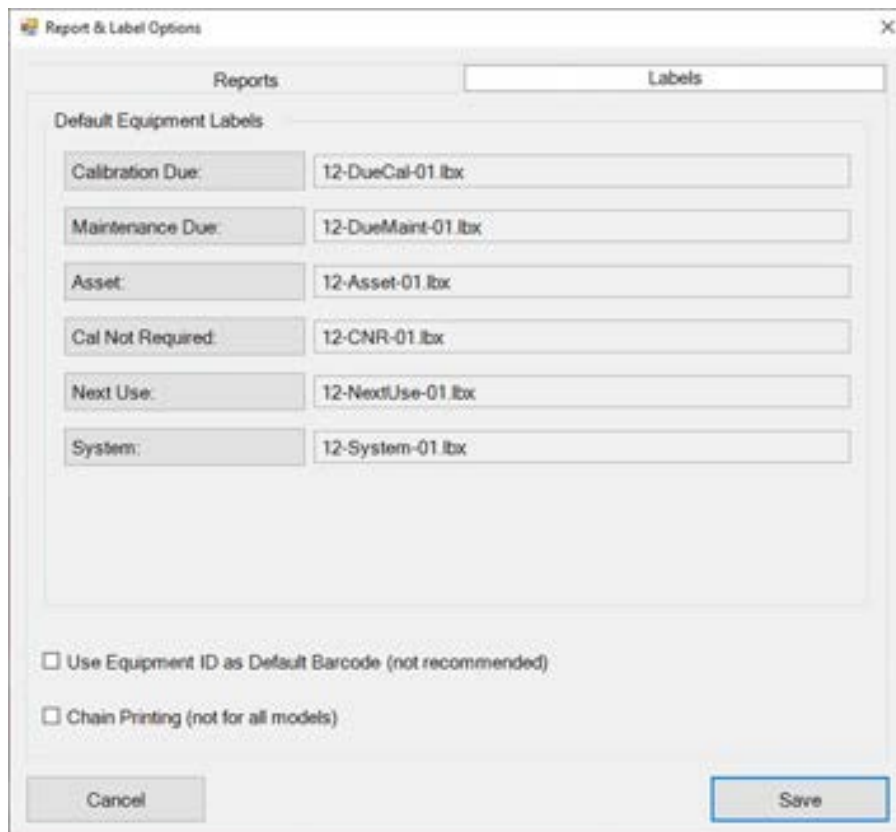 Report & Label Options
Reports Labels
Default Equipment Labels
Calibration Due: 12-DueCal-01.lbx
Maintenance Due: 12-DueMaint-01.lbx
Asset: 12-Asset-01.lbx
Cal Not Required: 12-CNR-01.lbx
Next Use: 12-NextUse-01.lbx
System: 12-System-01.lbx
Use Equipment ID as Default Barcode (not recommended)
Chain Printing (not for all models)
Cancel Save